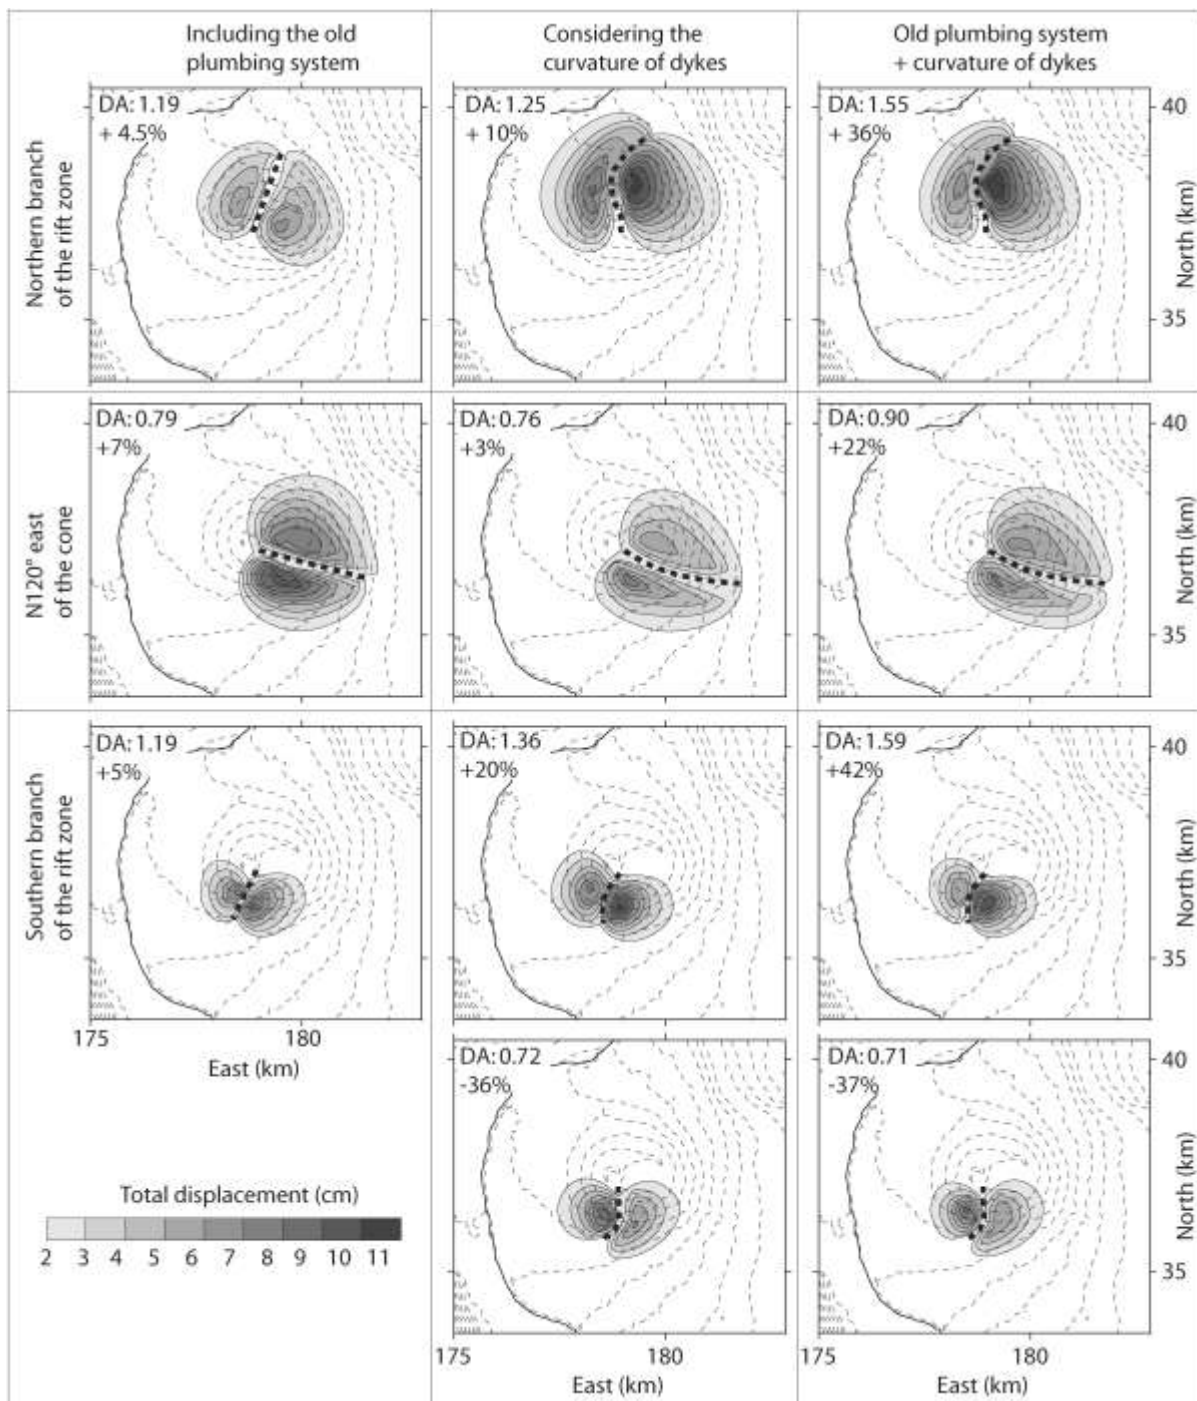 Including the old
plumbing system
Considering the
curvature of dykes
Old plumbing system
+ curvature of dykes
Northern branch
of the rift zone
DA: 1.19
+ 4.5%
DA: 1.25
+ 10%
DA: 1.55
+ 36%
40
35
North (km)
N120° east
of the cone
DA: 0.79
+7%
DA: 0.76
+3%
DA: 0.90
+22%
40
35
North (km)
Southern branch
of the rift zone
DA: 1.19
+5%
DA: 1.36
+20%
DA: 1.59
+42%
40
35
North (km)
175 180
East (km)
DA: 0.72
-36%
DA: 0.71
-37%
40
35
North (km)
175 180
East (km)
175 180
East (km)
Total displacement (cm)
2 3 4 5 6 7 8 9 10 11